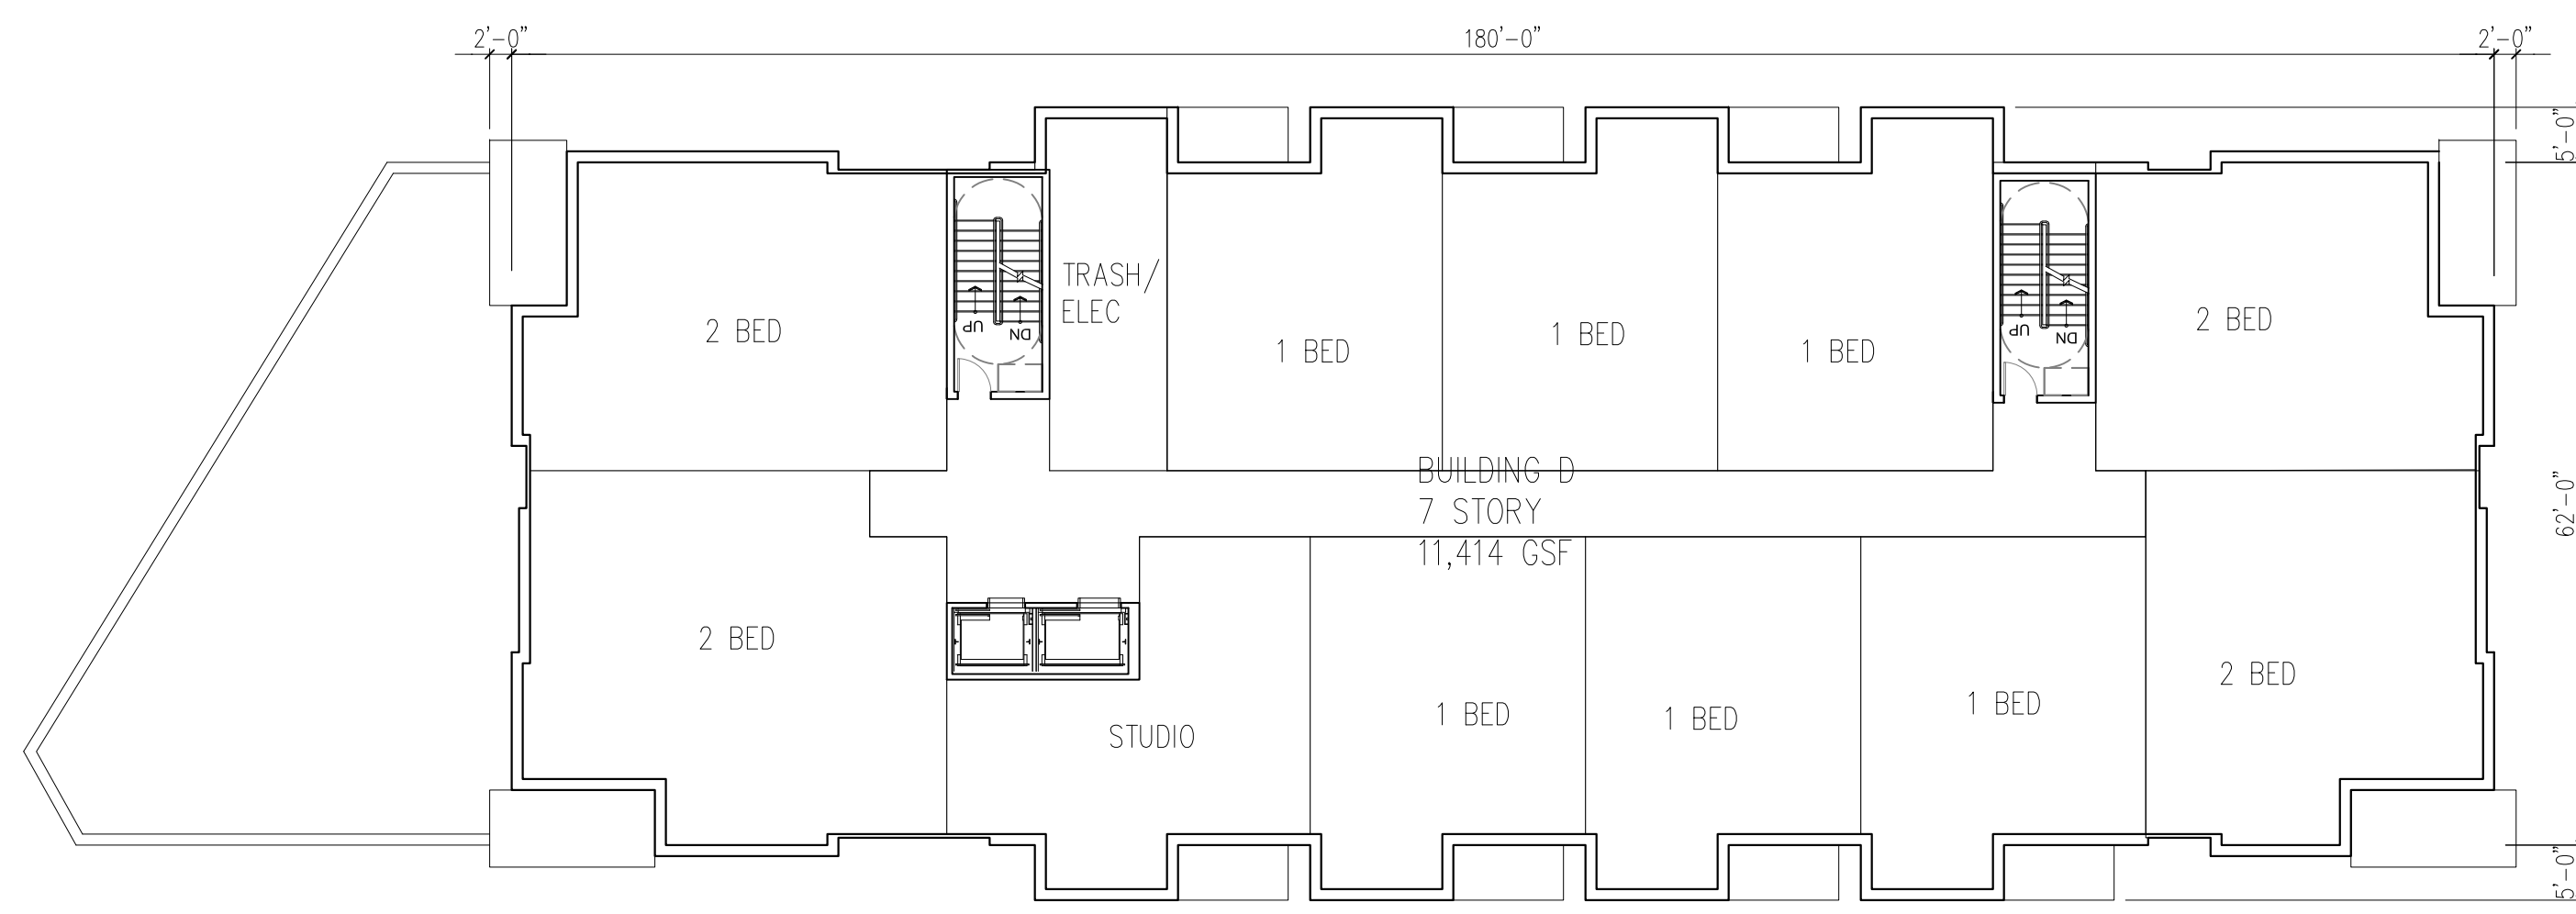 2'-0"
180'-0"
2'-0"
5'-0"
TRASH/
ELEC
2 BED
UP
DN
1 BED
1 BED
1 BED
UP
DN
2 BED
BUILDING D
7 STORY
11,414 GSF
62'-0"
2 BED
STUDIO
1 BED
1 BED
1 BED
2 BED
5'-0"